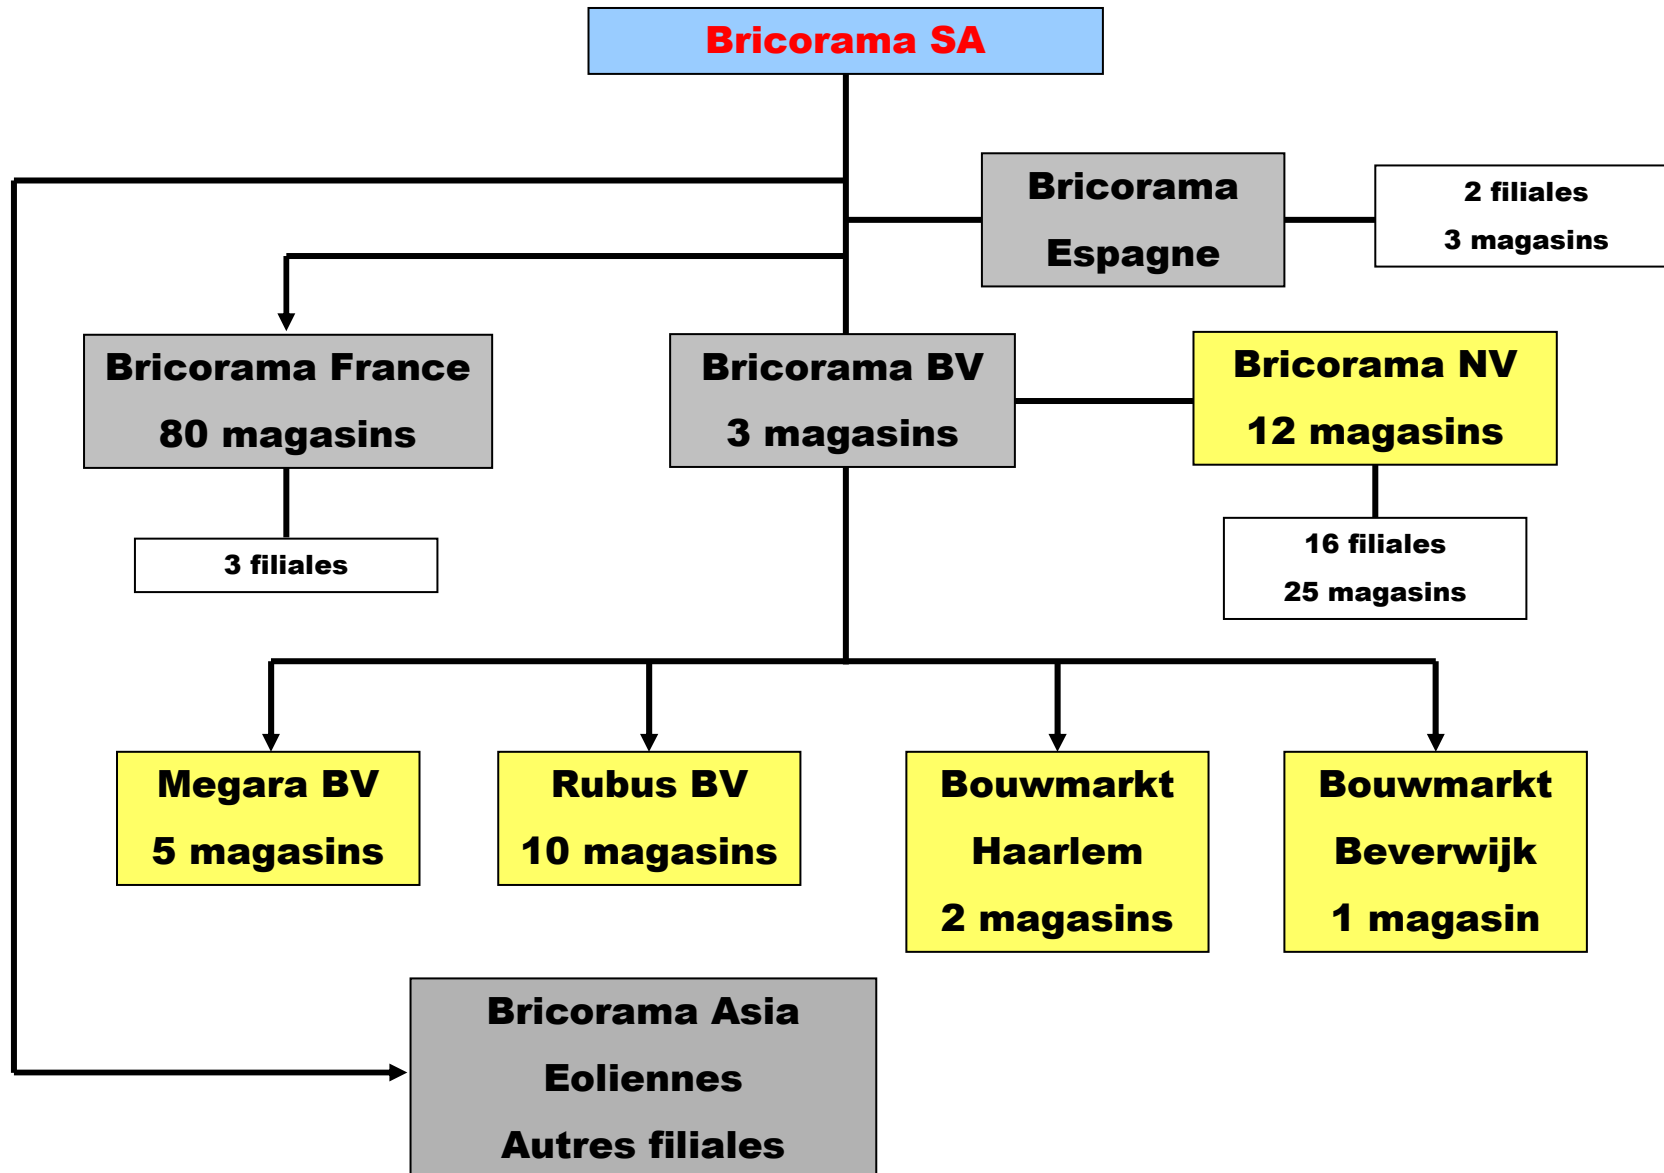 Bricorama SA
Bricorama
Espagne
2 filiales
3 magasins
Bricorama France
80 magasins
Bricorama BV
3 magasins
Bricorama NV
12 magasins
3 filiales
16 filiales
25 magasins
Megara BV
5 magasins
Rubus BV
10 magasins
Bouwmarkt
Haarlem
2 magasins
Bouwmarkt
Beverwijk
1 magasin
Bricorama Asia
Eoliennes
Autres filiales